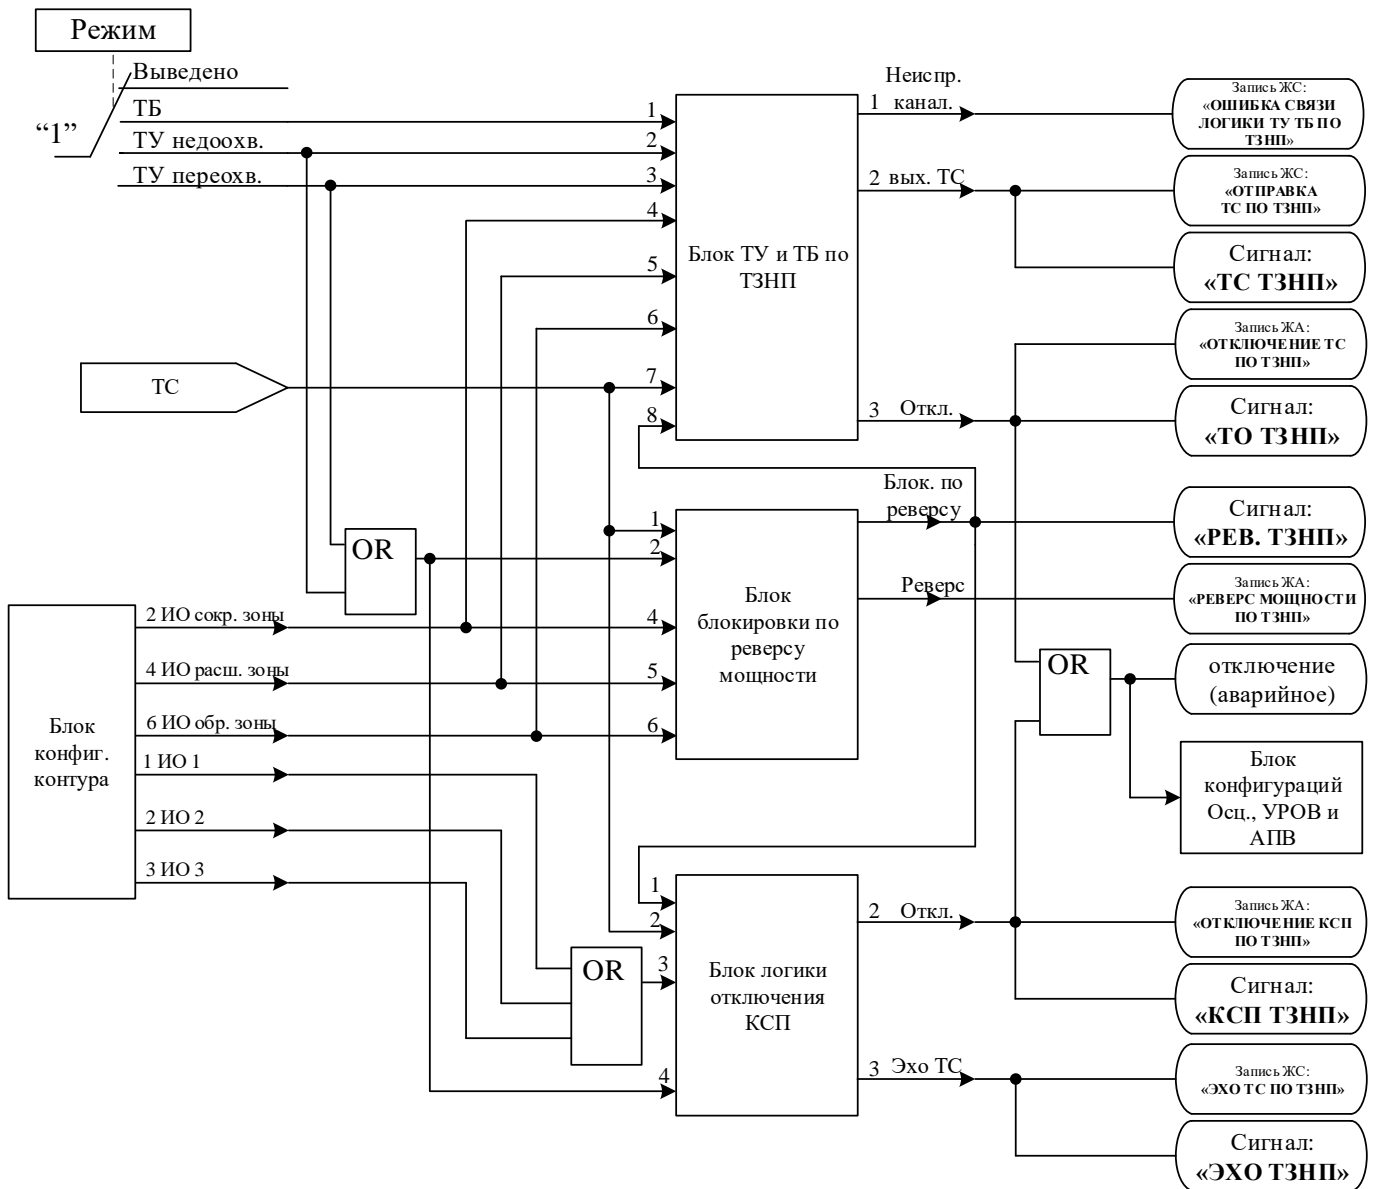 Режим
Выведено
ТБ
“1”
ТУ недоохв.
ТУ переохв.
1
2
3
4
5
6
7
8
Блок ТУ и ТБ по
ТЗНП
Неиспр.
1 канал.
2 вых. ТС
3 Откл.
Запись ЖС:
«ОШИБКА СВЯЗИ
ЛОГИКИ ТУ ТБ ПО
ТЗНП»
Запись ЖС:
«ОТПРАВКА
ТС ПО ТЗНП»
Сигнал:
«ТС ТЗНП»
Запись ЖА:
«ОТКЛЮЧЕНИЕ ТС
ПО ТЗНП»
Сигнал:
«ТО ТЗНП»
ТС
OR
1
2
4
5
6
Блок
блокировки по
реверсу
мощности
Блок. по
реверсу
Реверс
Сигнал:
«РЕВ. ТЗНП»
Запись ЖА:
«РЕВЕРС МОЩНОСТИ
ПО ТЗНП»
OR
отключение
(аварийное)
Блок
конфигураций
Осц., УРОВ и
АПВ
Блок
конфиг.
контура
2 ИО сокр. зоны
4 ИО расш. зоны
6 ИО обр. зоны
1 ИО 1
2 ИО 2
3 ИО 3
OR
1
2
3
4
Блок логики
отключения
КСП
2 Откл.
3 Эхо ТС
Запись ЖА:
«ОТКЛЮЧЕНИЕ КСП
ПО ТЗНП»
Сигнал:
«КСП ТЗНП»
Запись ЖС:
«ЭХО ТС ПО ТЗНП»
Сигнал:
«ЭХО ТЗНП»